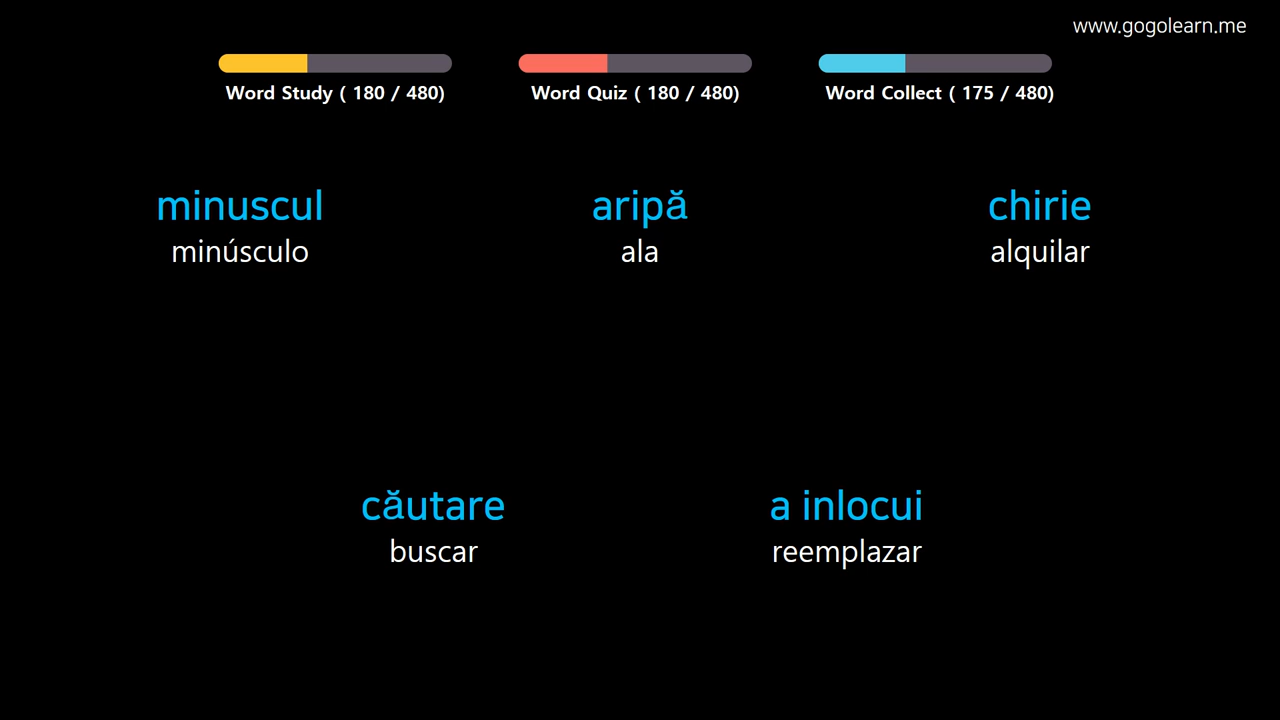 www.gogolearn.me
Word Study ( 180 / 480)
Word Quiz ( 180 / 480)
Word Collect ( 175 / 480)
minuscul
minúsculo
aripă
ala
chirie
alquilar
căutare
buscar
a inlocui
reemplazar